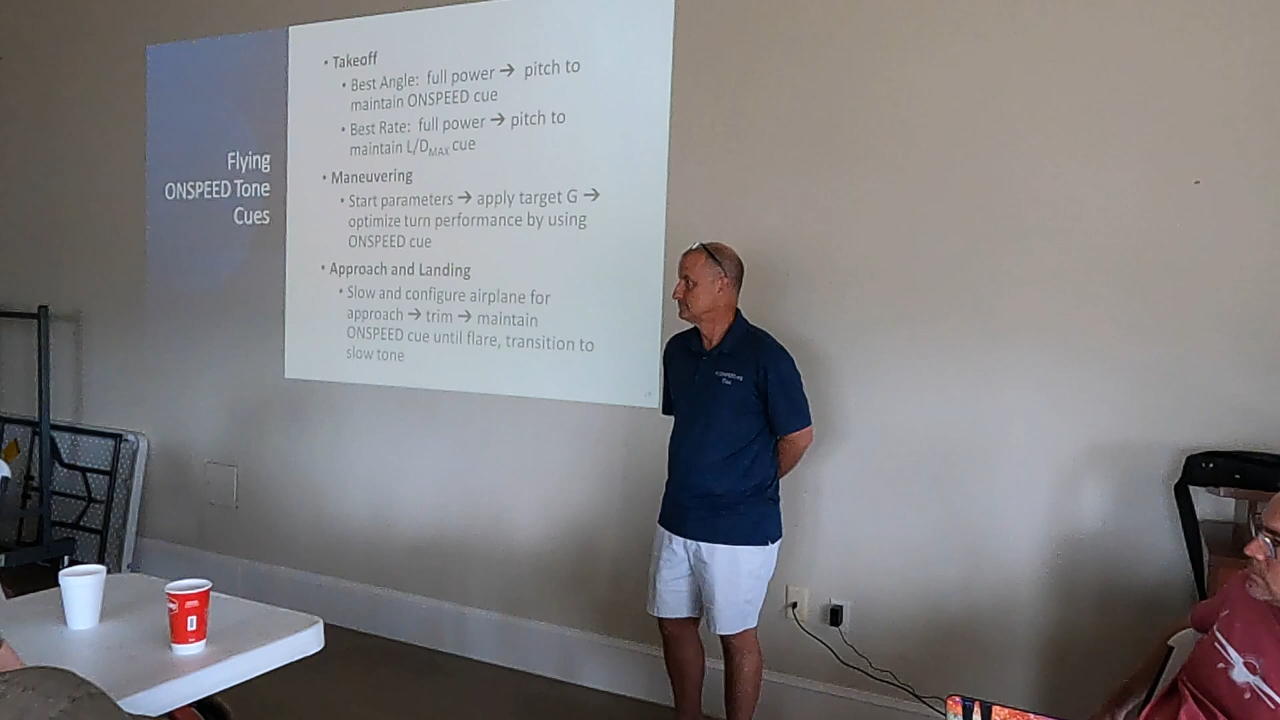 Flying
ONSPEED Tone
Cues
• Takeoff
• Best Angle: full power → pitch to
maintain ONSPEED cue
• Best Rate: full power → pitch to
maintain L/DMAX cue
• Maneuvering
• Start parameters → apply target G →
optimize turn performance by using
ONSPEED cue
• Approach and Landing
• Slow and configure airplane for
approach → trim → maintain
ONSPEED cue until flare, transition to
slow tone